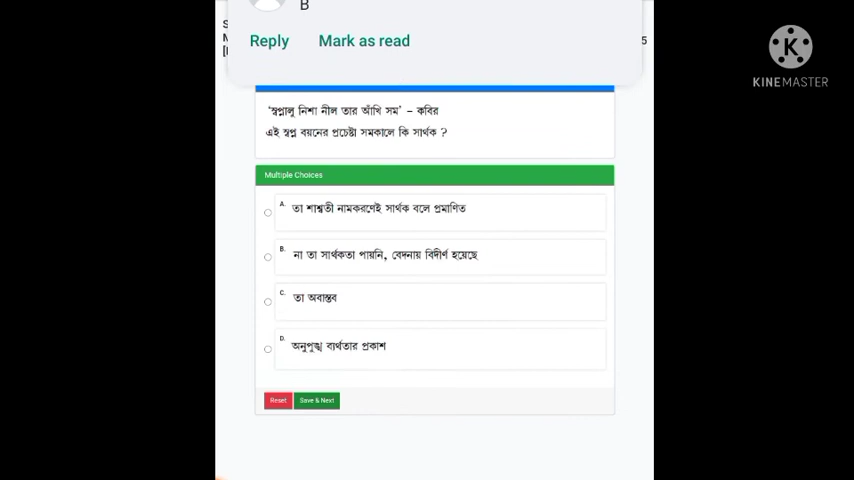 B
Reply Mark as read
KINEMASTER
'স্বপ্নালু নিশা নীল তার আঁখি সম' – কবির
এই স্বপ্ন বয়নের প্রচেষ্টা সমকালে কি সার্থক ?
Multiple Choices
A. তা শাশ্বতী নামকরণেই সার্থক বলে প্রমাণিত
B. না তা সার্থকতা পায়নি, বেদনায় বিদীর্ণ হয়েছে
C. তা অবাস্তব
D. অনুপুঙ্খ ব্যর্থতার প্রকাশ
Reset Save & Next